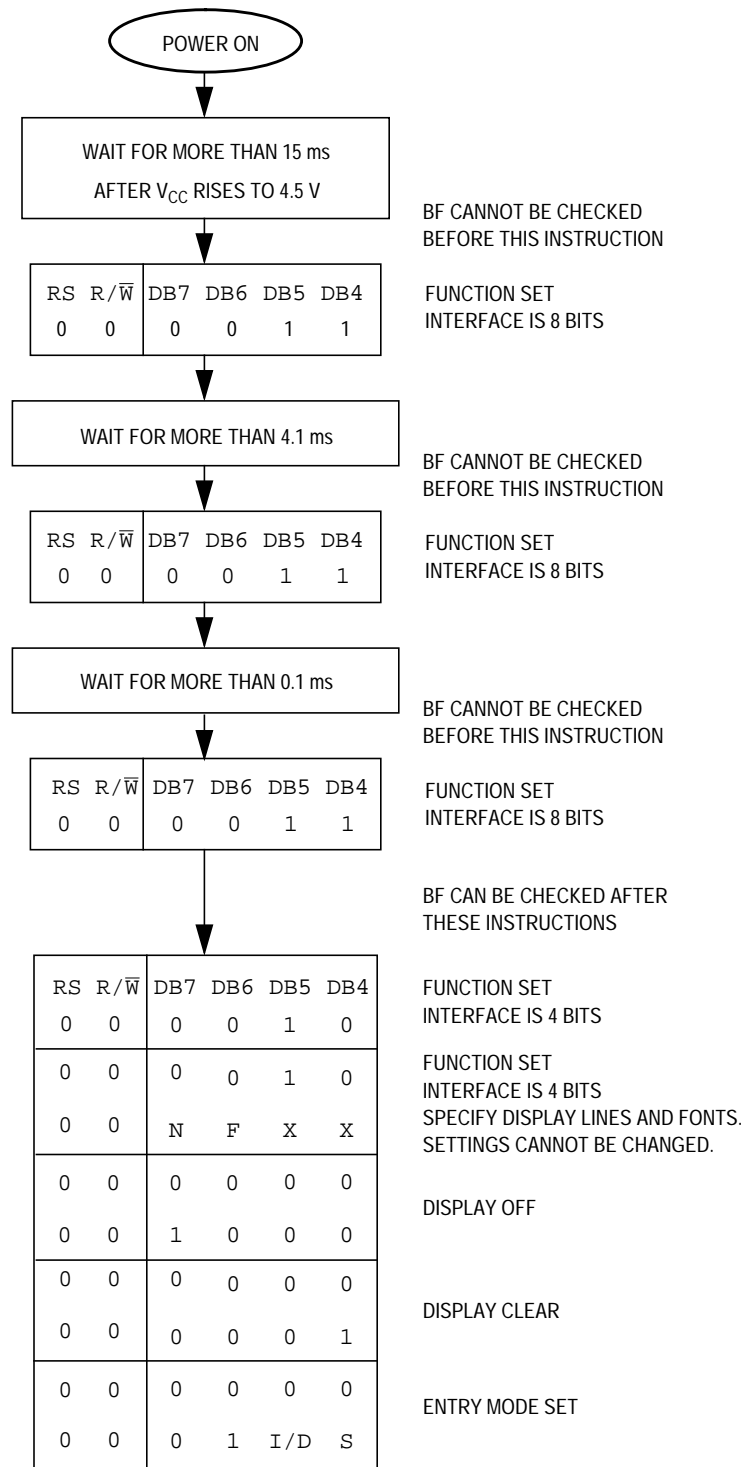 POWER ON
WAIT FOR MORE THAN 15 ms
AFTER VCC RISES TO 4.5 V
BF CANNOT BE CHECKED
BEFORE THIS INSTRUCTION
RS R/W̅ DB7 DB6 DB5 DB4
0 0 0 0 1 1
FUNCTION SET
INTERFACE IS 8 BITS
WAIT FOR MORE THAN 4.1 ms
BF CANNOT BE CHECKED
BEFORE THIS INSTRUCTION
RS R/W̅ DB7 DB6 DB5 DB4
0 0 0 0 1 1
FUNCTION SET
INTERFACE IS 8 BITS
WAIT FOR MORE THAN 0.1 ms
BF CANNOT BE CHECKED
BEFORE THIS INSTRUCTION
RS R/W̅ DB7 DB6 DB5 DB4
0 0 0 0 1 1
FUNCTION SET
INTERFACE IS 8 BITS
BF CAN BE CHECKED AFTER
THESE INSTRUCTIONS
RS R/W̅ DB7 DB6 DB5 DB4
0 0 0 0 1 0
FUNCTION SET
INTERFACE IS 4 BITS
0 0 0 0 1 0
0 0 N F X X
FUNCTION SET
INTERFACE IS 4 BITS
SPECIFY DISPLAY LINES AND FONTS.
SETTINGS CANNOT BE CHANGED.
0 0 0 0 0 0
0 0 1 0 0 0
DISPLAY OFF
0 0 0 0 0 0
0 0 0 0 0 1
DISPLAY CLEAR
0 0 0 0 0 0
0 0 0 1 I/D S
ENTRY MODE SET